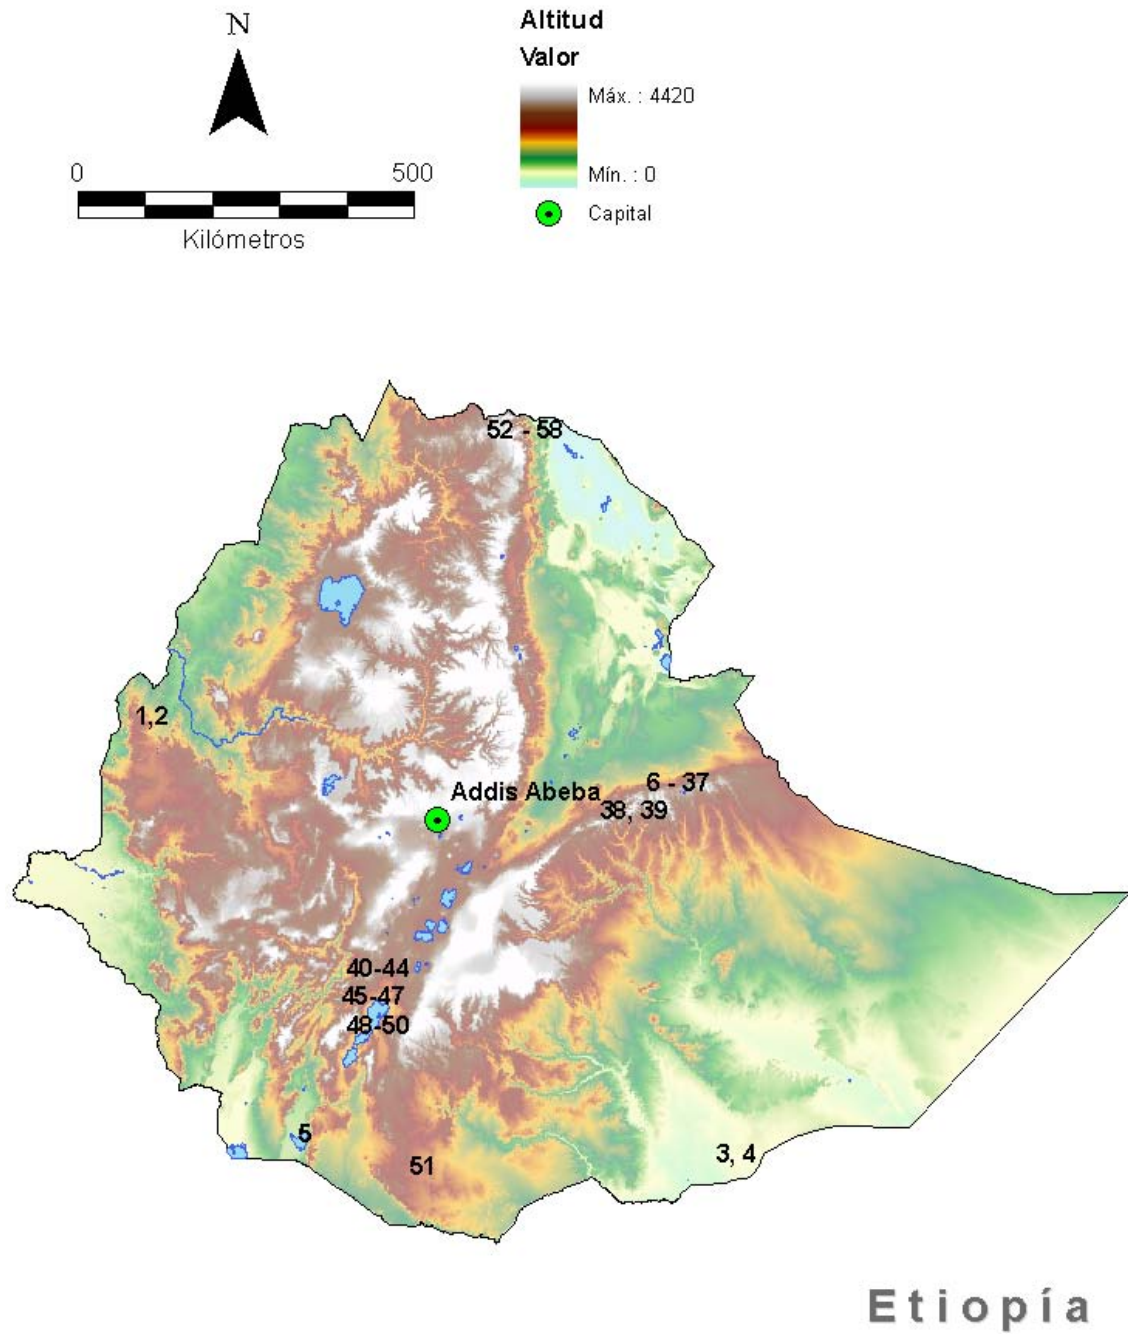 N
0 500
Kilómetros
Altitud
Valor
Máx. : 4420
Mín. : 0
Capital
52 - 58
1,2
Addis Abeba
6 - 37
38, 39
40-44
45-47
48-50
5
51
3, 4
Etiopía